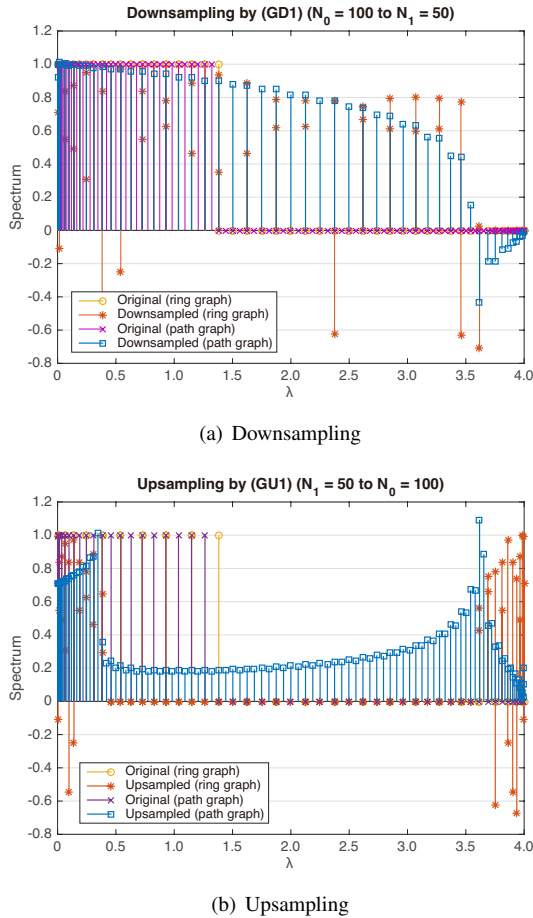 Downsampling by (GD1) (N0 = 100 to N1 = 50)
1.2
1.0
0.8
0.6
0.4
0.2
0
-0.2
-0.4
-0.6
-0.8
Spectrum
Original (ring graph)
Downsampled (ring graph)
Original (path graph)
Downsampled (path graph)
0 0.5 1.0 1.5 2.0 2.5 3.0 3.5 4.0
λ
(a) Downsampling
Upsampling by (GU1) (N1 = 50 to N0 = 100)
1.2
1.0
0.8
0.6
0.4
0.2
0
-0.2
-0.4
-0.6
-0.8
Spectrum
Original (ring graph)
Upsampled (ring graph)
Original (path graph)
Upsampled (path graph)
0 0.5 1.0 1.5 2.0 2.5 3.0 3.5 4.0
λ
(b) Upsampling